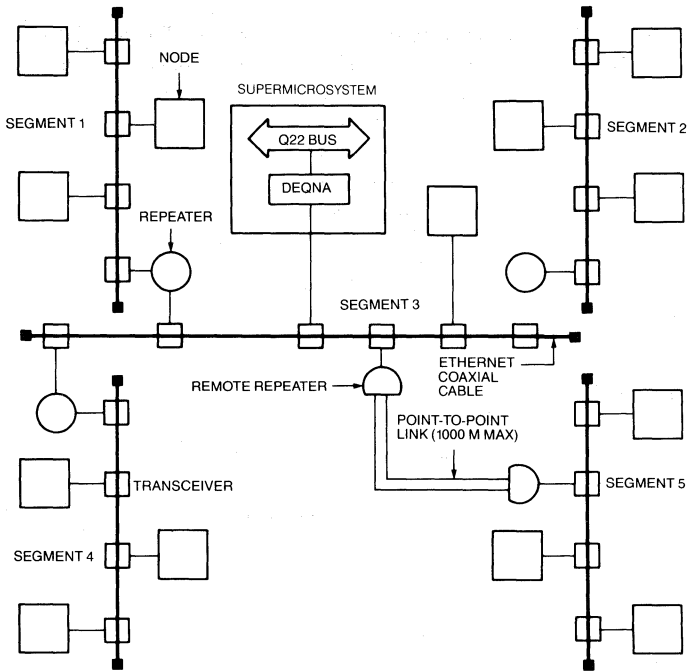 NODE
SUPERMICROSYSTEM
SEGMENT 1
Q22 BUS
SEGMENT 2
DEQNA
REPEATER
SEGMENT 3
ETHERNET
COAXIAL
CABLE
REMOTE REPEATER
POINT-TO-POINT
LINK (1000 M MAX)
TRANSCEIVER
SEGMENT 5
SEGMENT 4